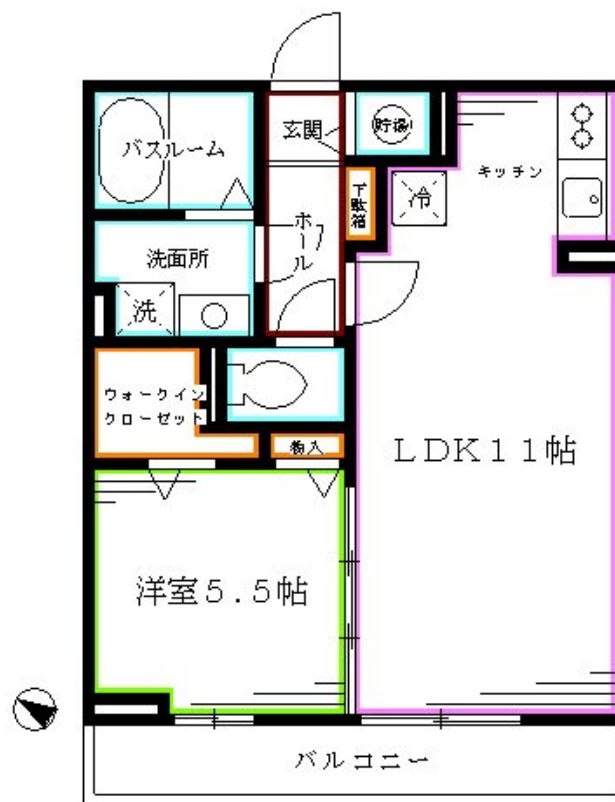 玄関
貯湯
バスルーム
キッチン
下駄箱
冷
ホール
洗面所
洗
ウォークイン
クローゼット
物入
LDK11帖
洋室5.5帖
バルコニー